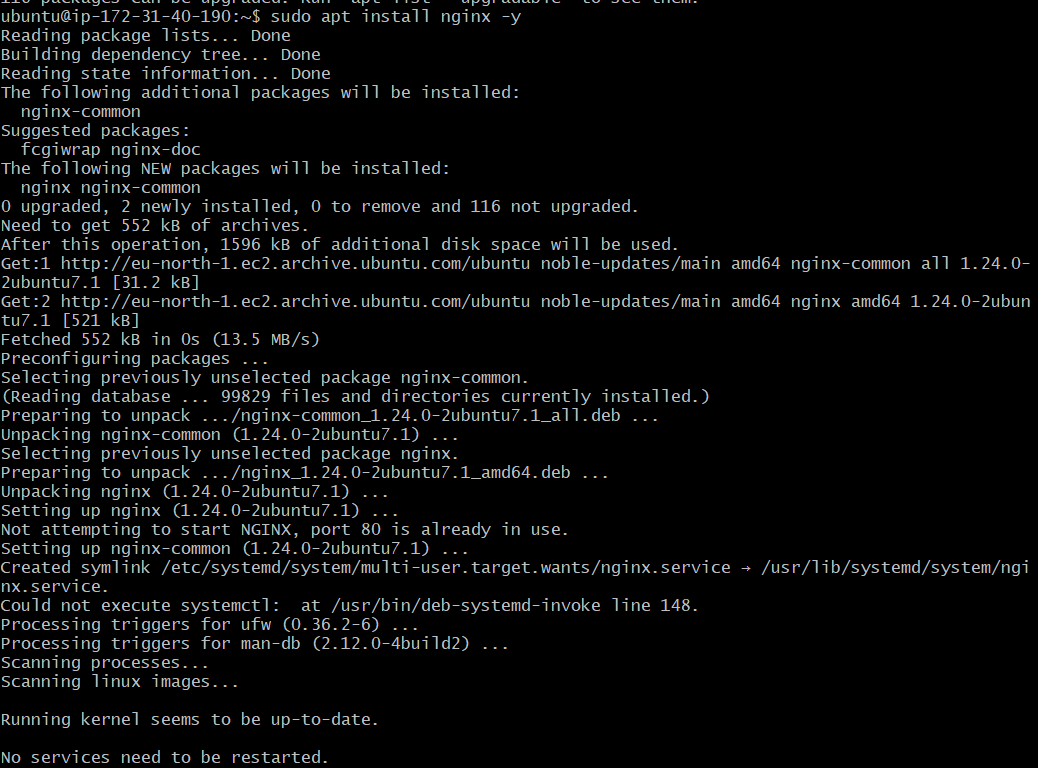 ubuntu@ip-172-31-40-190:~$ sudo apt install nginx -y
Reading package lists... Done
Building dependency tree... Done
Reading state information... Done
The following additional packages will be installed:
  nginx-common
Suggested packages:
  fcgiwrap nginx-doc
The following NEW packages will be installed:
  nginx nginx-common
0 upgraded, 2 newly installed, 0 to remove and 116 not upgraded.
Need to get 552 kB of archives.
After this operation, 1596 kB of additional disk space will be used.
Get:1 http://eu-north-1.ec2.archive.ubuntu.com/ubuntu noble-updates/main amd64 nginx-common all 1.24.0-
2ubuntu7.1 [31.2 kB]
Get:2 http://eu-north-1.ec2.archive.ubuntu.com/ubuntu noble-updates/main amd64 nginx amd64 1.24.0-2ubun
tu7.1 [521 kB]
Fetched 552 kB in 0s (13.5 MB/s)
Preconfiguring packages ...
Selecting previously unselected package nginx-common.
(Reading database ... 99829 files and directories currently installed.)
Preparing to unpack .../nginx-common_1.24.0-2ubuntu7.1_all.deb ...
Unpacking nginx-common (1.24.0-2ubuntu7.1) ...
Selecting previously unselected package nginx.
Preparing to unpack .../nginx_1.24.0-2ubuntu7.1_amd64.deb ...
Unpacking nginx (1.24.0-2ubuntu7.1) ...
Setting up nginx (1.24.0-2ubuntu7.1) ...
Not attempting to start NGINX, port 80 is already in use.
Setting up nginx-common (1.24.0-2ubuntu7.1) ...
Created symlink /etc/systemd/system/multi-user.target.wants/nginx.service → /usr/lib/systemd/system/ngi
nx.service.
Could not execute systemctl:  at /usr/bin/deb-systemd-invoke line 148.
Processing triggers for ufw (0.36.2-6) ...
Processing triggers for man-db (2.12.0-4build2) ...
Scanning processes...
Scanning linux images...

Running kernel seems to be up-to-date.

No services need to be restarted.